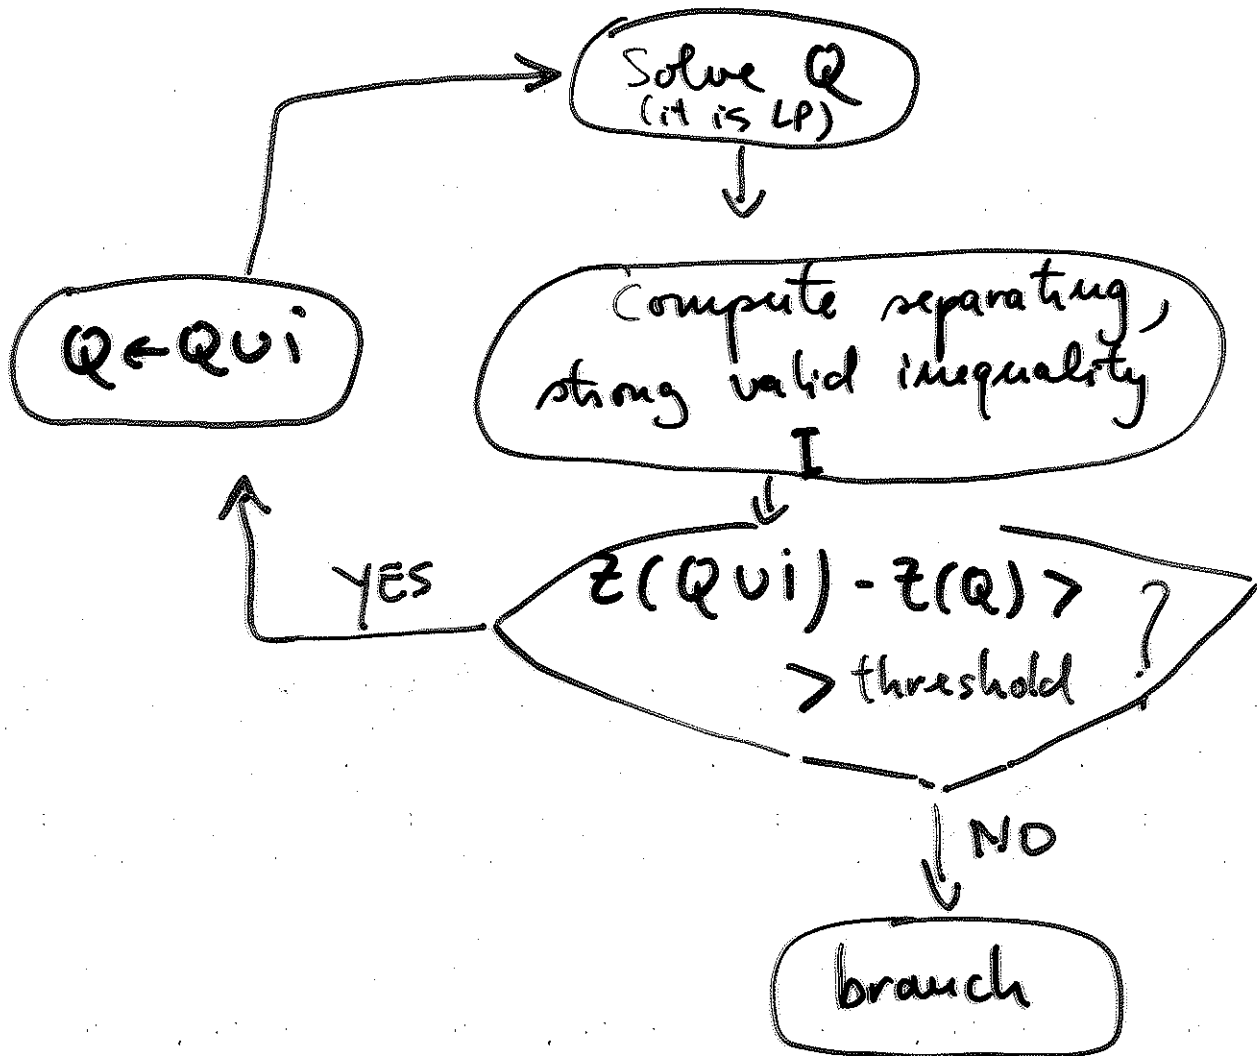 Solve Q
(it is LP)
Compute separating,
strong valid inequality
I
Q ← Q ∪ i
YES
z(Q ∪ i) - z(Q) >
> threshold ?
NO
branch